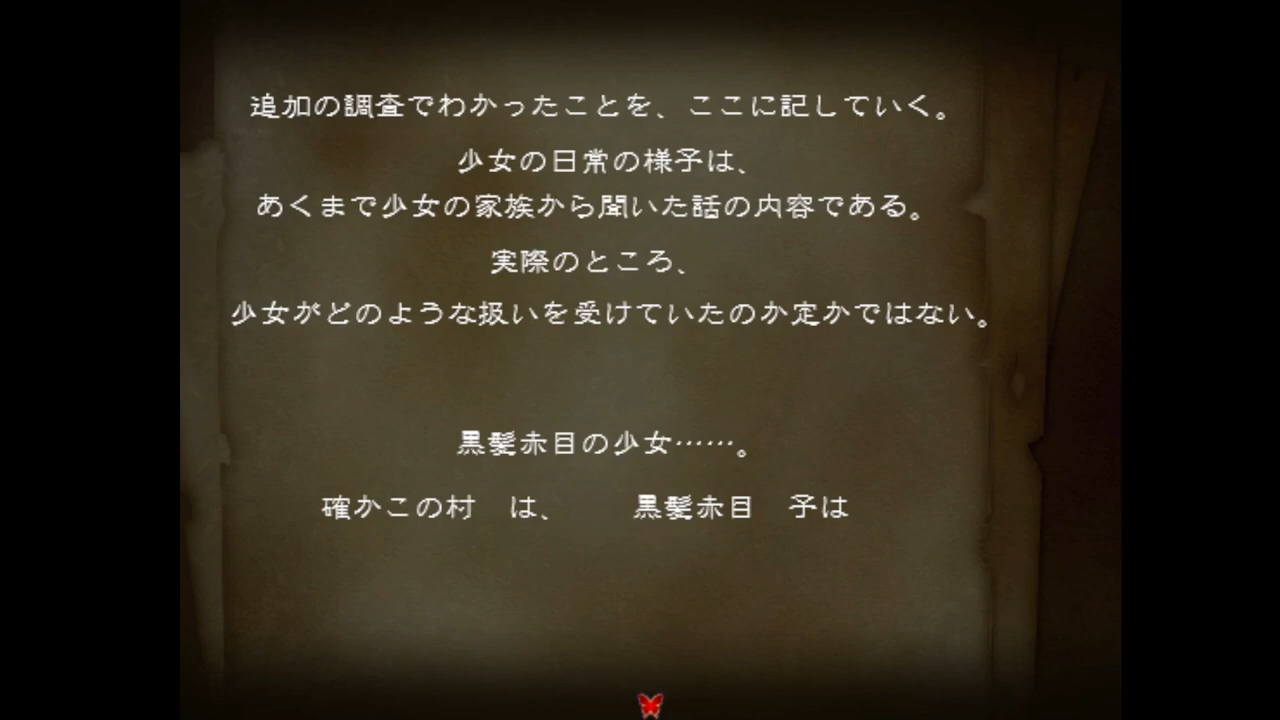 追加の調査でわかったことを、ここに記していく。
少女の日常の様子は、
あくまで少女の家族から聞いた話の内容である。
実際のところ、
少女がどのような扱いを受けていたのか定かではない。
黒髪赤目の少女……。
確かこの村　は、　　黒髪赤目　子は